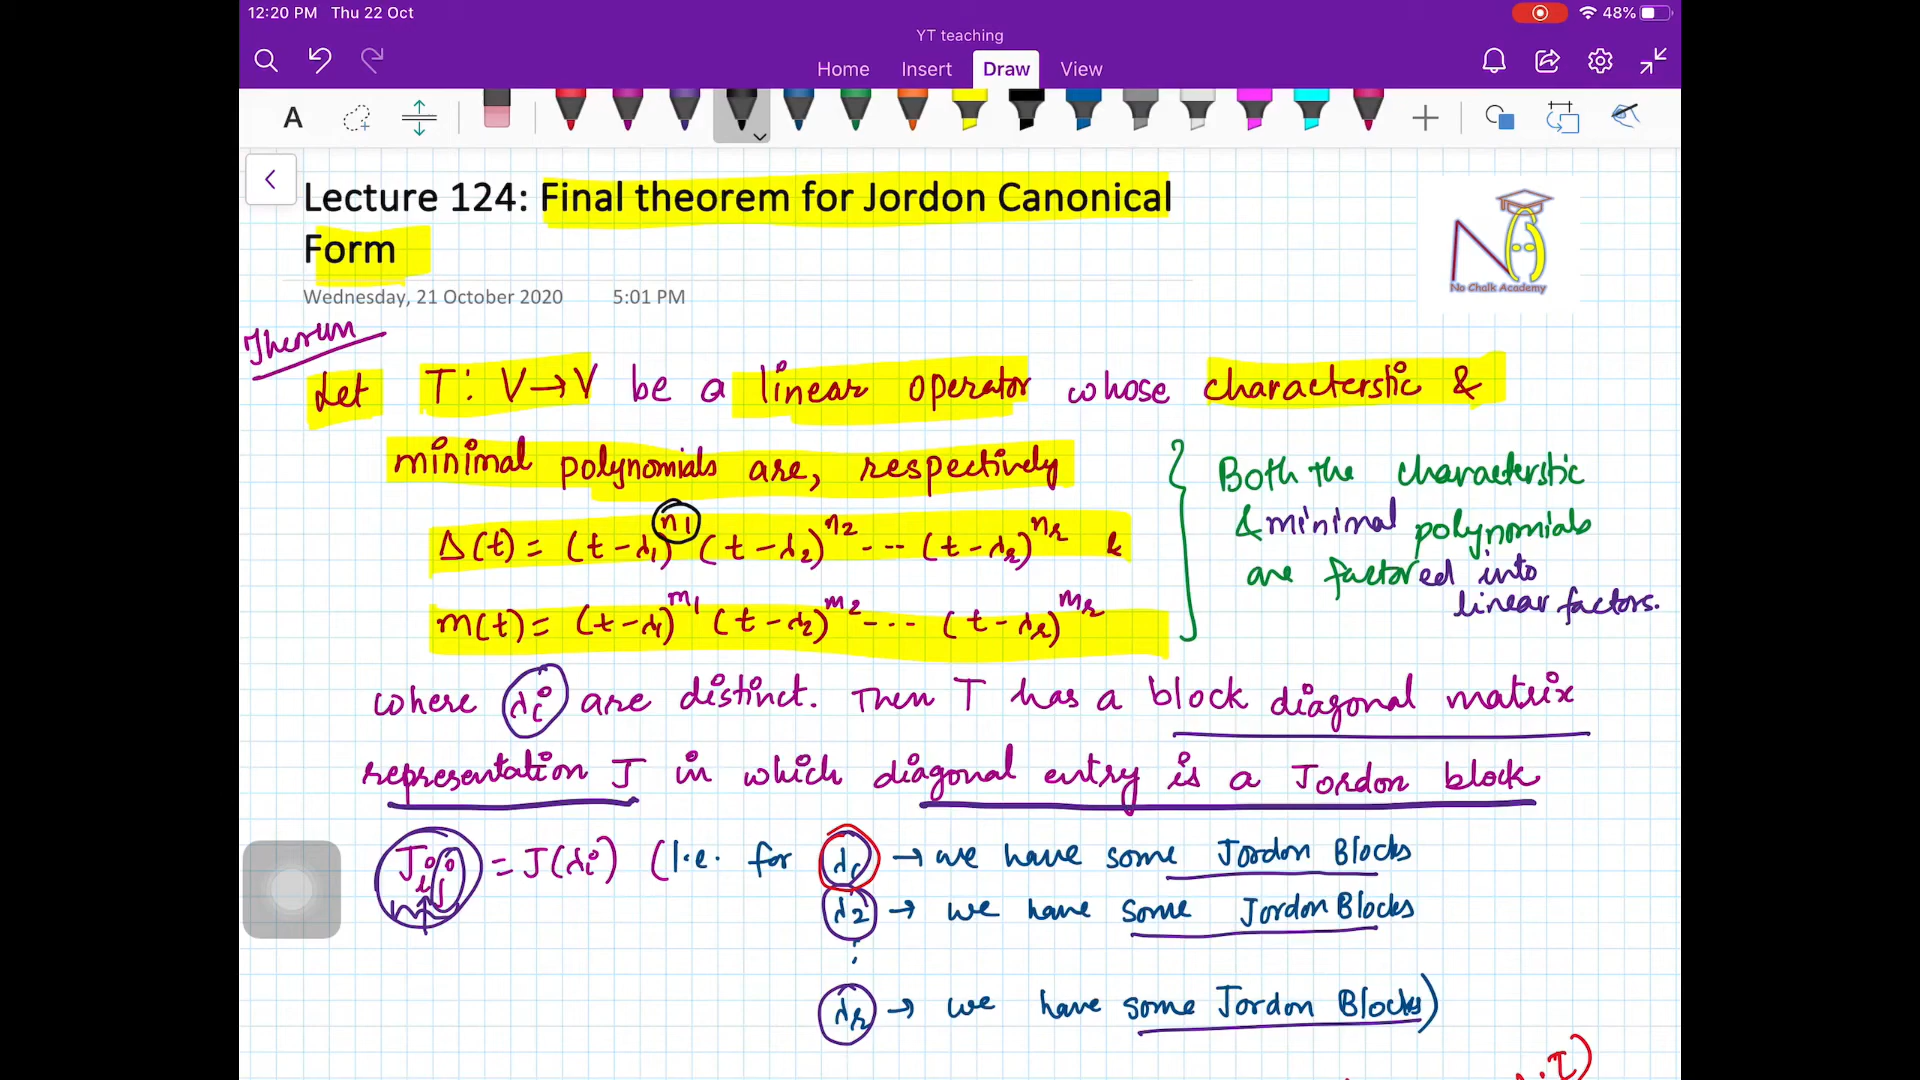 12:20 PM Thu 22 Oct 48%
YT teaching
Home Insert Draw View
A
Lecture 124: Final theorem for Jordon Canonical
Form
No Chalk Academy
Wednesday, 21 October 2020 5:01 PM
Theorem
Let T: V→V be a linear operator whose characterstic &
minimal polynomials are, respectively
Δ(t) = (t-λ₁)^n1 (t-λ₂)^n2 ---- (t-λr)^nr &
m(t) = (t-λ₁)^m1 (t-λ₂)^m2 ---- (t-λr)^mr
Both the characterstic
& minimal polynomials
are factored into
linear factors.
where λi are distinct. Then T has a block diagonal matrix
representation J in which diagonal entry is a Jordon block
Jij = J(λi) (i.e. for λ₁ → we have some Jordon Blocks
λ2 → we have some Jordon Blocks
λr → we have some Jordon Blocks)